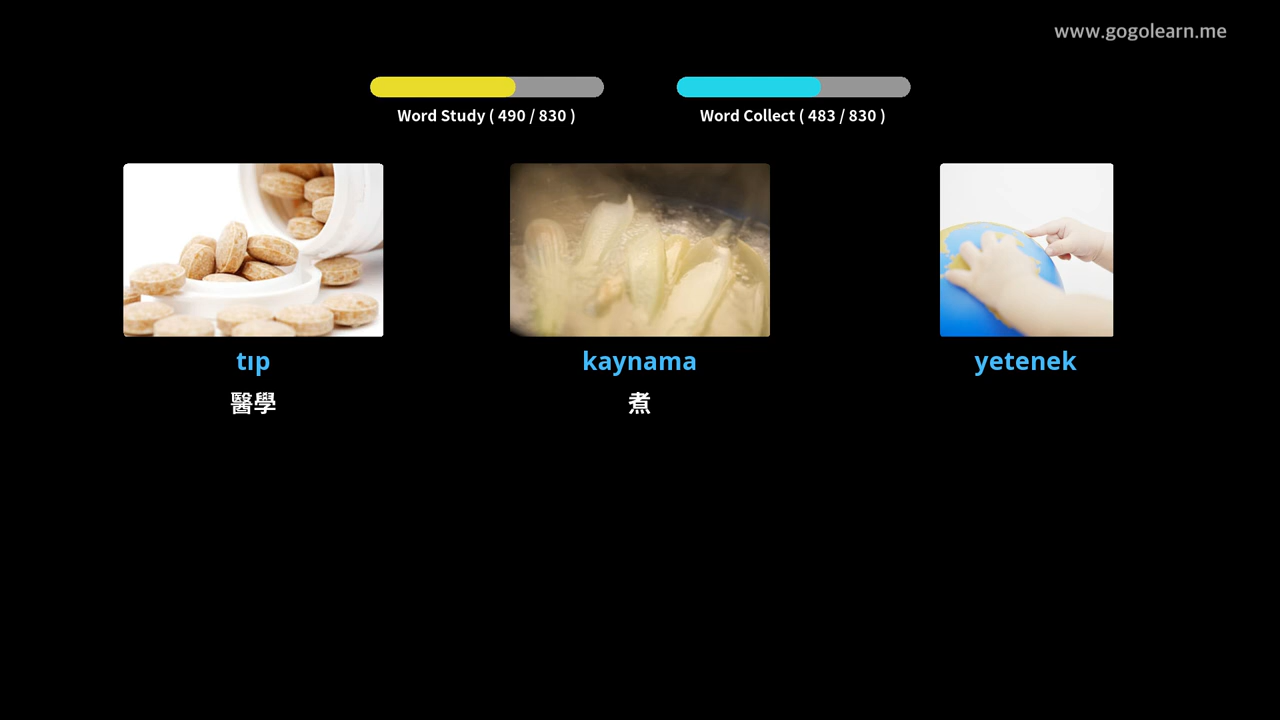 www.gogolearn.me
Word Study ( 490 / 830 )
Word Collect ( 483 / 830 )
tıp
kaynama
yetenek
醫學
煮